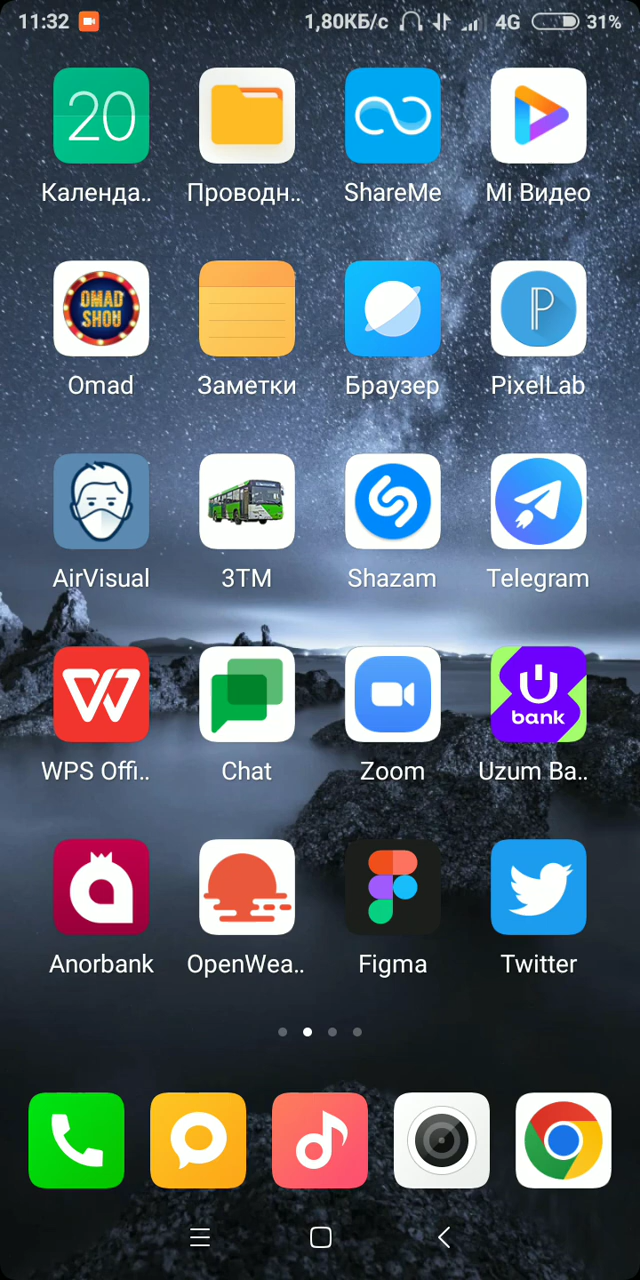 11:32 1,80КБ/с 4G 31%
20
Календа.. Проводн.. ShareMe Mi Видео
OMAD
SHOU
P
Omad Заметки Браузер PixelLab
AirVisual ЗТМ Shazam Telegram
W
bank
WPS Offi.. Chat Zoom Uzum Ba..
Anorbank OpenWea.. Figma Twitter